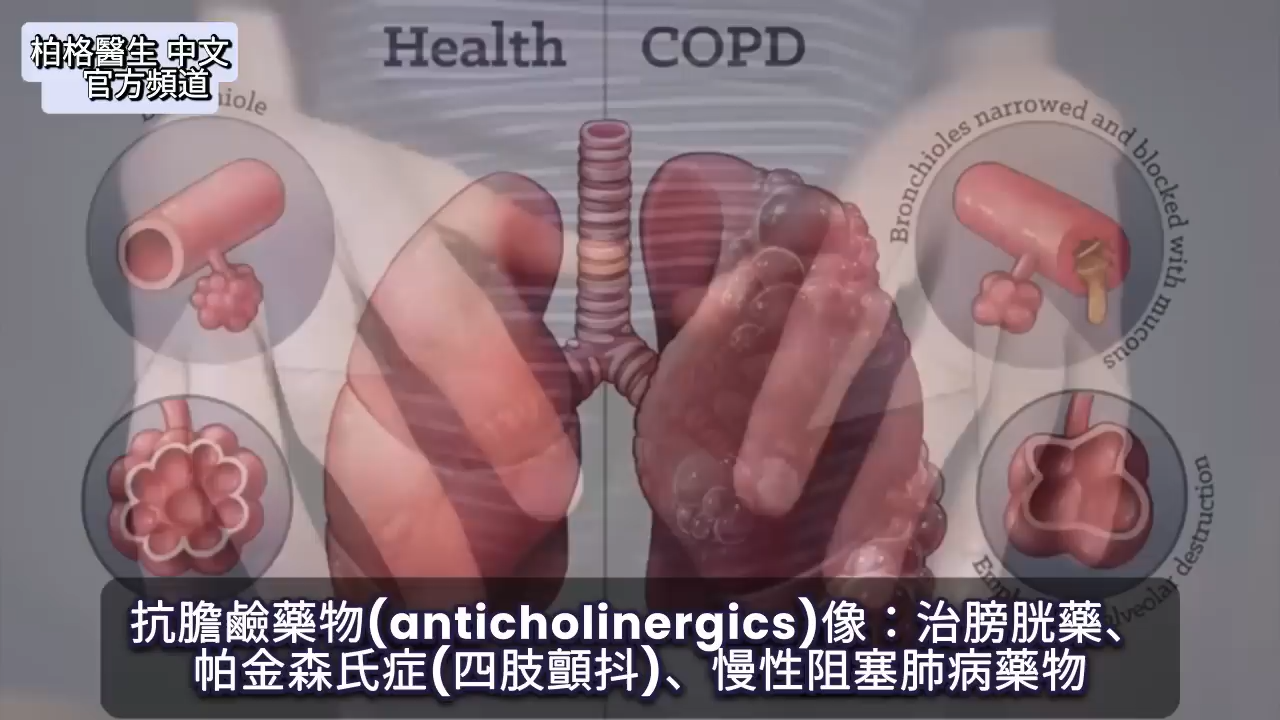 柏格醫生 中文
官方頻道
Health
COPD
Bronchioles narrowed and blocked with mucous
抗膽鹼藥物(anticholinergics)像：治膀胱藥、
帕金森氏症(四肢顫抖)、慢性阻塞肺病藥物
destruction